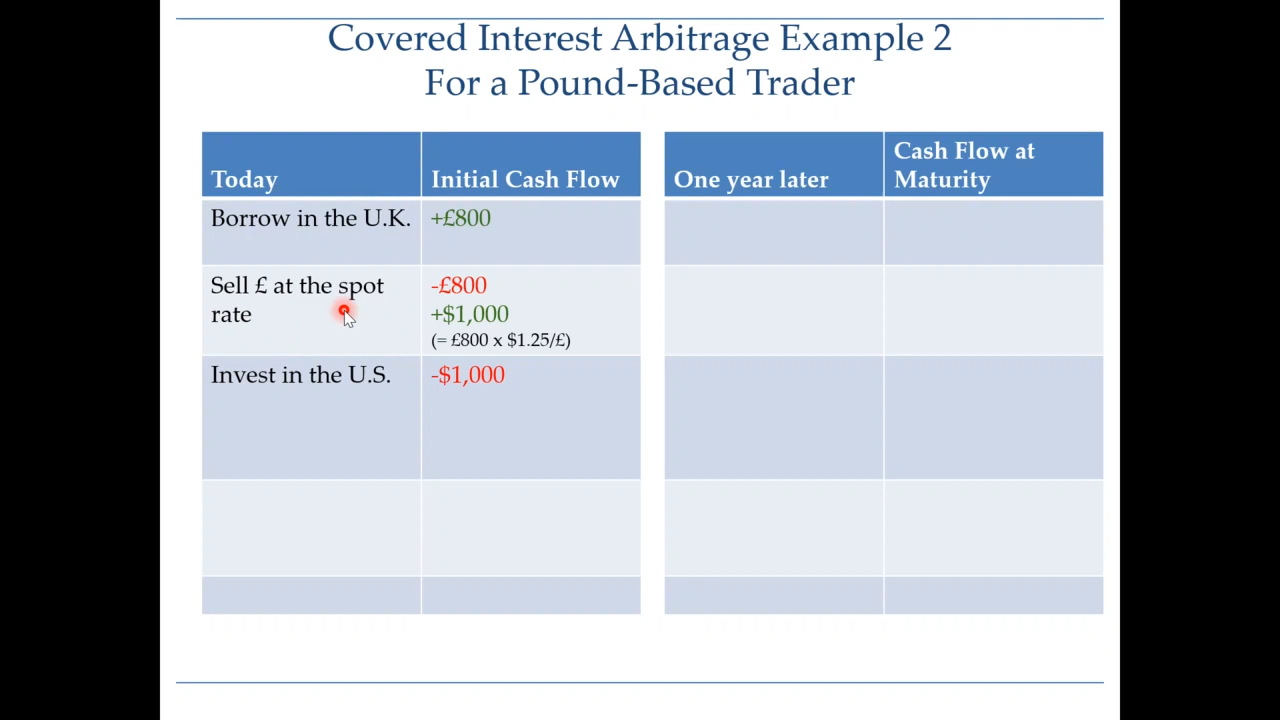 Covered Interest Arbitrage Example 2
For a Pound-Based Trader
Today
Initial Cash Flow
Borrow in the U.K.
+£800
Sell £ at the spot
rate
-£800
+$1,000
(= £800 x $1.25/£)
Invest in the U.S.
-$1,000
One year later
Cash Flow at
Maturity